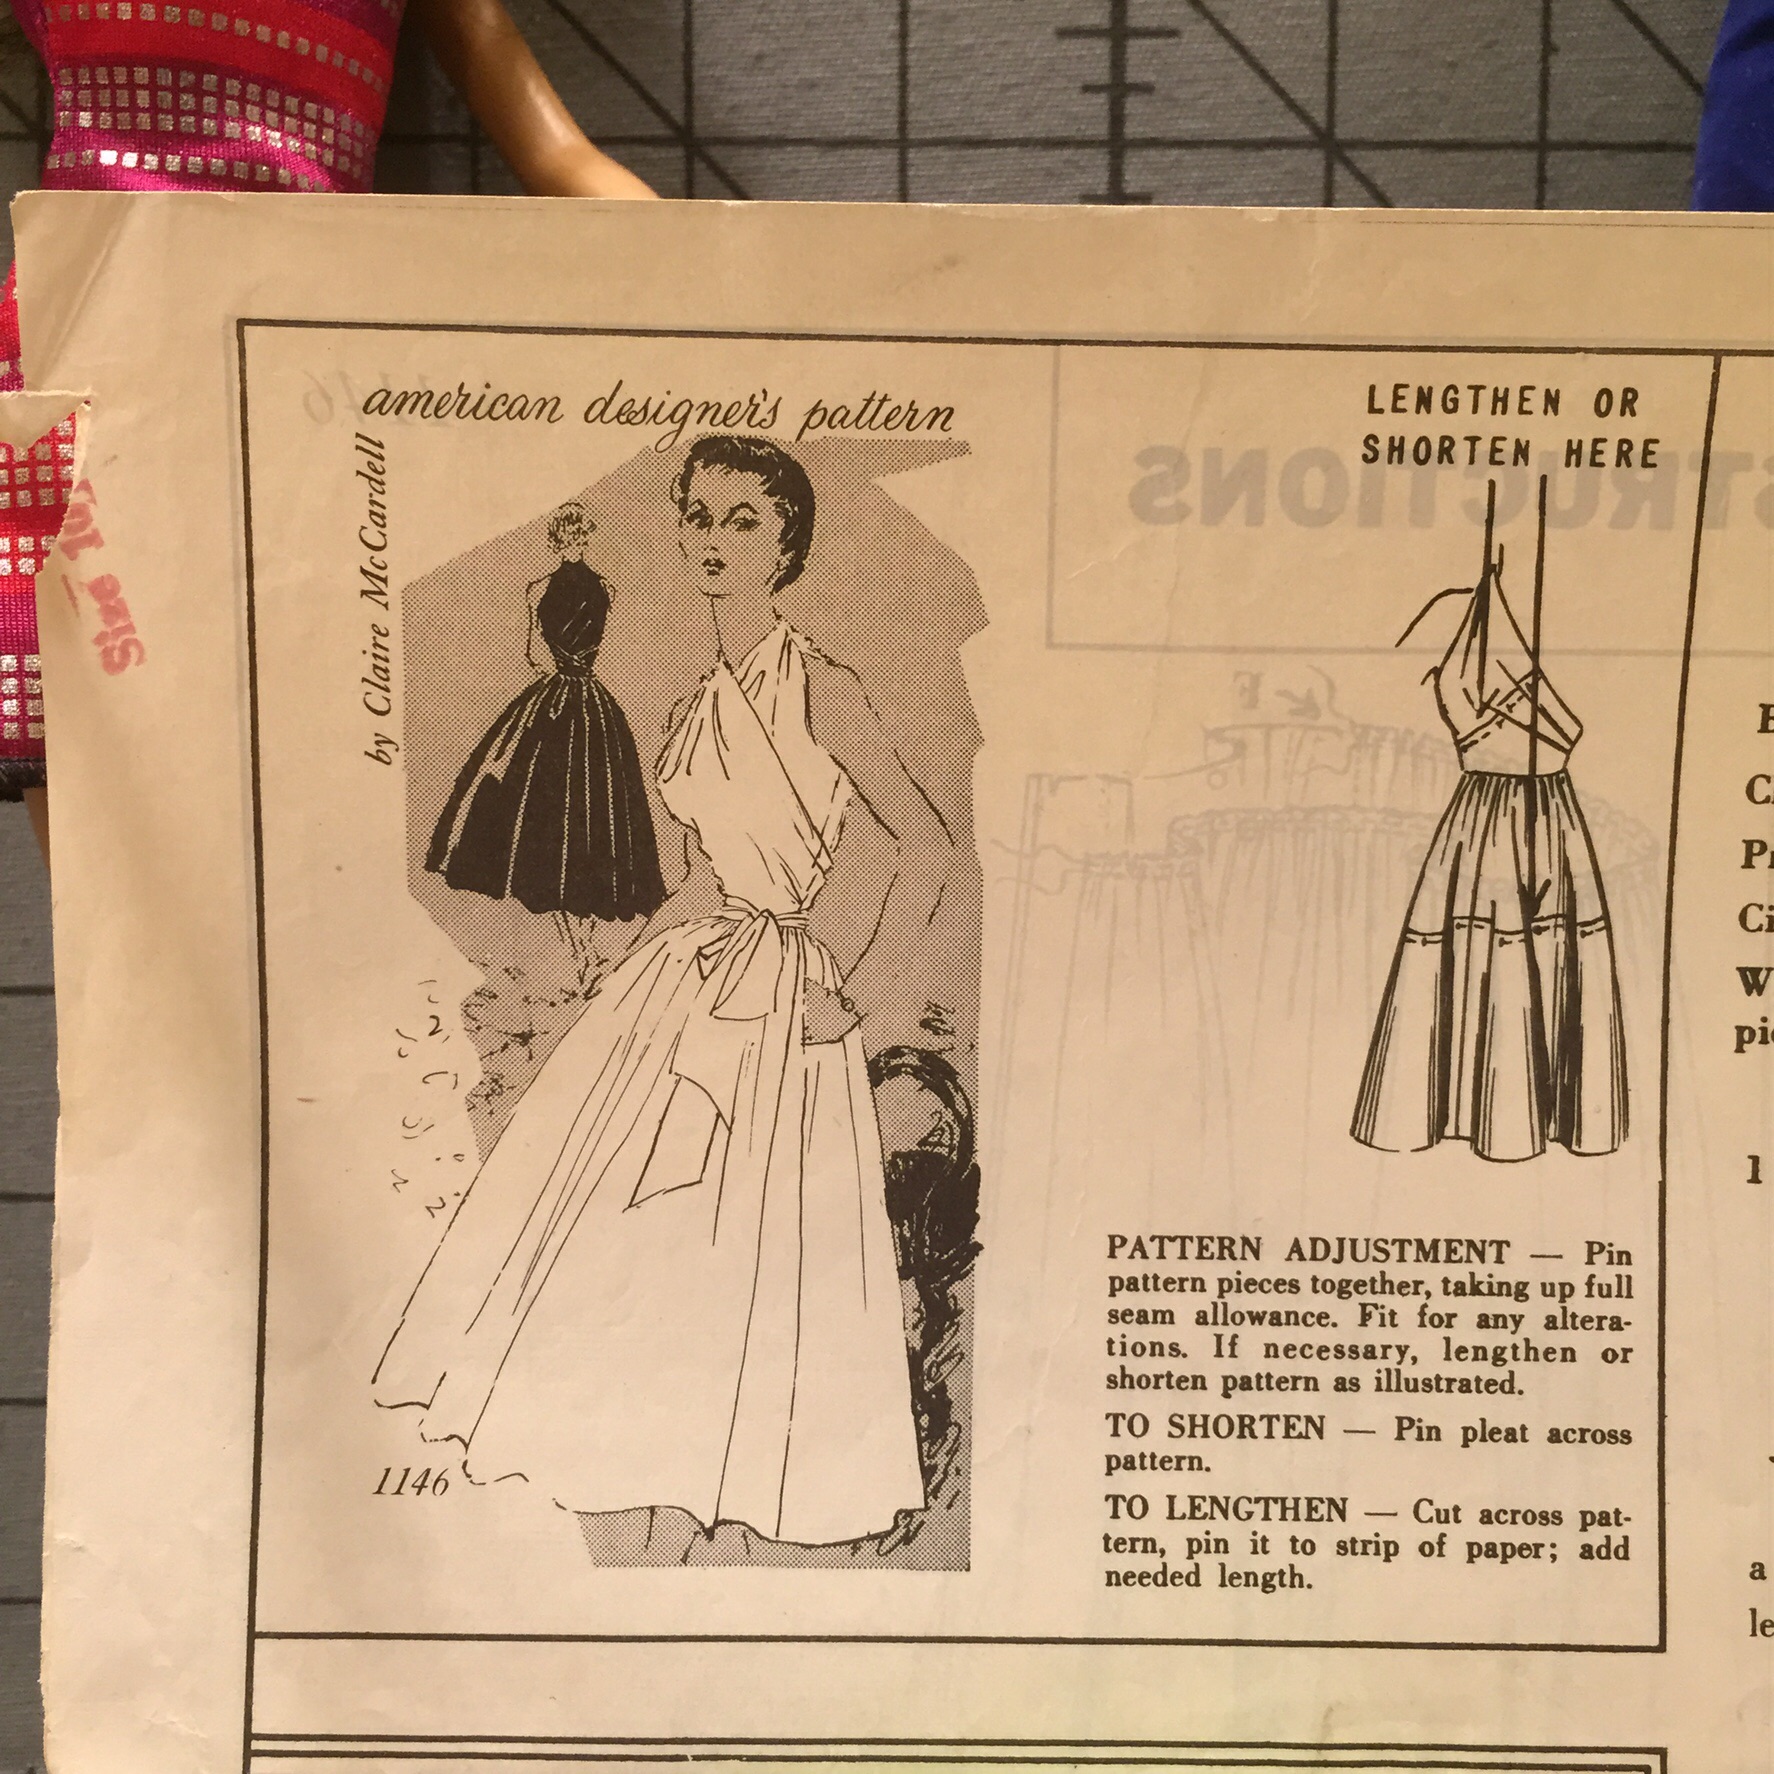 american designer's pattern
by Claire McCardell
1146
LENGTHEN OR
SHORTEN HERE
PATTERN ADJUSTMENT — Pin
pattern pieces together, taking up full
seam allowance. Fit for any altera-
tions. If necessary, lengthen or
shorten pattern as illustrated.
TO SHORTEN — Pin pleat across
pattern.
TO LENGTHEN — Cut across pat-
tern, pin it to strip of paper; add
needed length.
Size
1
a